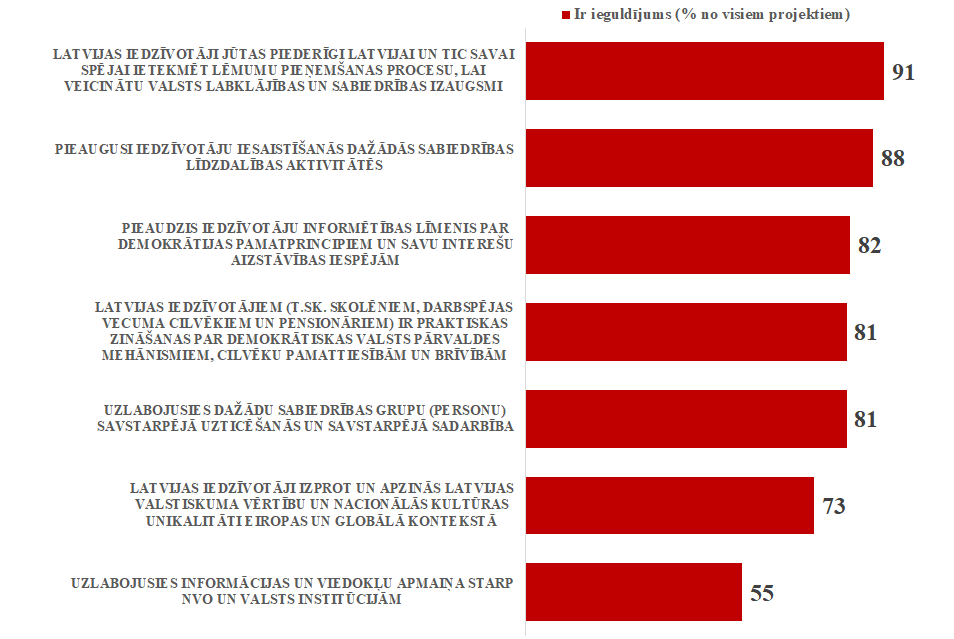 Ir ieguldījums (% no visiem projektiem)
LATVIJAS IEDZĪVOTĀJI JŪTAS PIEDERĪGI LATVIJAI UN TIC SAVAI
SPĒJAI IETEKMĒT LĒMUMU PIEŅEMŠANAS PROCESU, LAI
VEICINĀTU VALSTS LABKLĀJĪBAS UN SABIEDRĪBAS IZAUGSMI
91
PIEAUGUSI IEDZĪVOTĀJU IESAISTĪŠANĀS DAŽĀDĀS SABIEDRĪBAS
LĪDZDALĪBAS AKTIVITĀTĒS
88
PIEAUDZIS IEDZĪVOTĀJU INFORMĒTĪBAS LĪMENIS PAR
DEMOKRĀTIJAS PAMATPRINCIPIEM UN SAVU INTEREŠU
AIZSTĀVĪBAS IESPĒJĀM
82
LATVIJAS IEDZĪVOTĀJIEM (T.SK. SKOLĒNIEM, DARBSPĒJAS
VECUMA CILVĒKIEM UN PENSIONĀRIEM) IR PRAKTISKAS
ZINĀŠANAS PAR DEMOKRĀTISKAS VALSTS PĀRVALDES
MEHĀNISMIEM, CILVĒKU PAMATTIESĪBĀM UN BRĪVĪBĀM
81
UZLABOJUSIES DAŽĀDU SABIEDRĪBAS GRUPU (PERSONU)
SAVSTARPĒJĀ UZTICĒŠANĀS UN SAVSTARPĒJĀ SADARBĪBA
81
LATVIJAS IEDZĪVOTĀJI IZPROT UN APZINĀS LATVIJAS
VALSTISKUMA VĒRTĪBU UN NACIONĀLĀS KULTŪRAS
UNIKALITĀTI EIROPAS UN GLOBĀLĀ KONTEKSTĀ
73
UZLABOJUSIES INFORMĀCIJAS UN VIEDOKĻU APMAIŅA STARP
NVO UN VALSTS INSTITŪCIJĀM
55